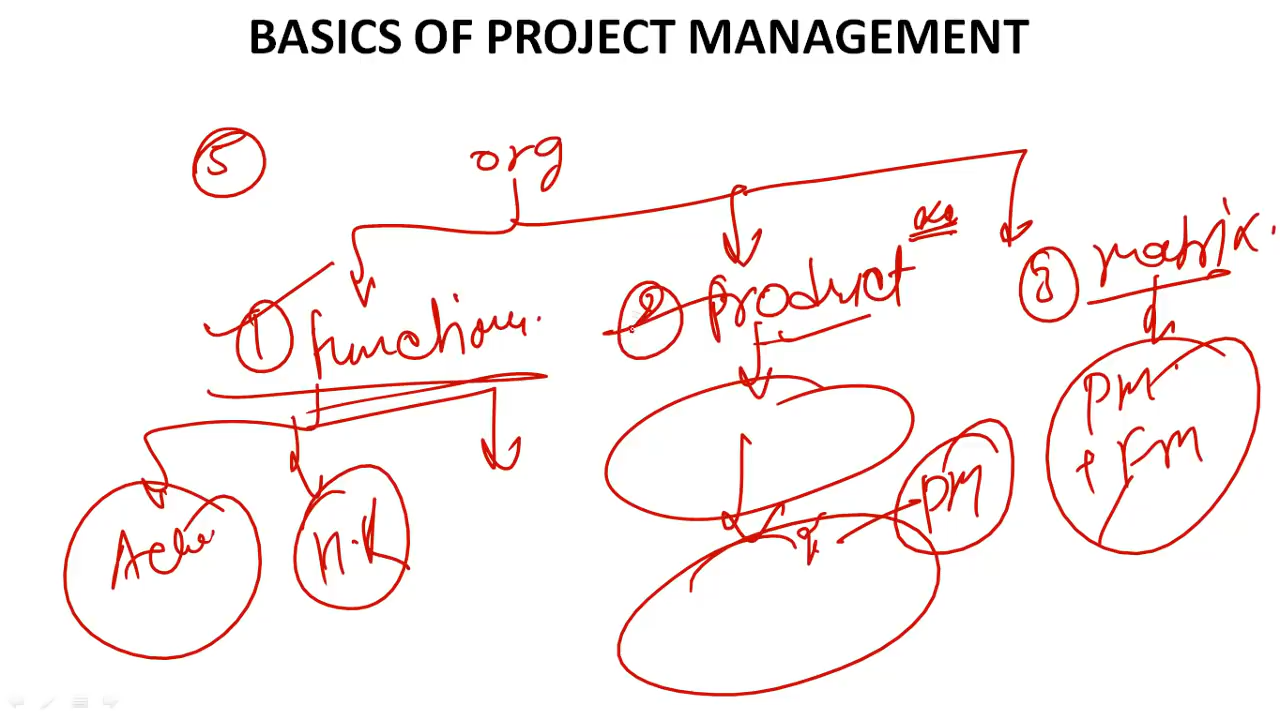 BASICS OF PROJECT MANAGEMENT
5
org
1 function.
2 product
3 matrix.
PM
+ FM
PM